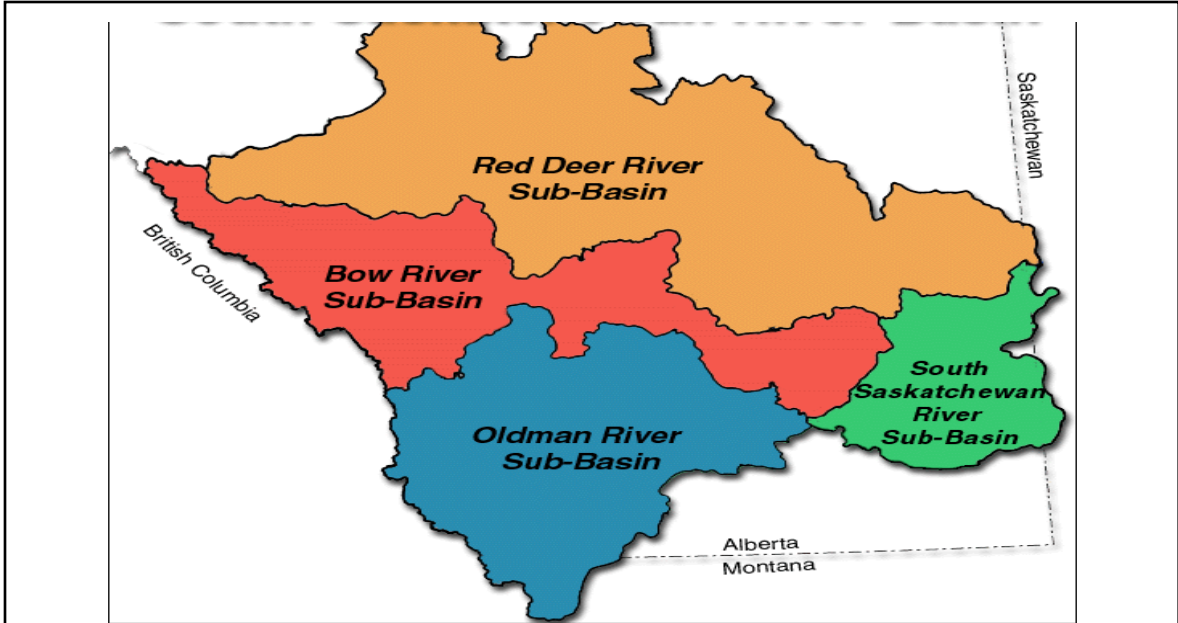 Saskatchewan
Red Deer River
Sub-Basin
British Columbia
Bow River
Sub-Basin
South
Saskatchewan
River
Sub-Basin
Oldman River
Sub-Basin
Alberta
Montana